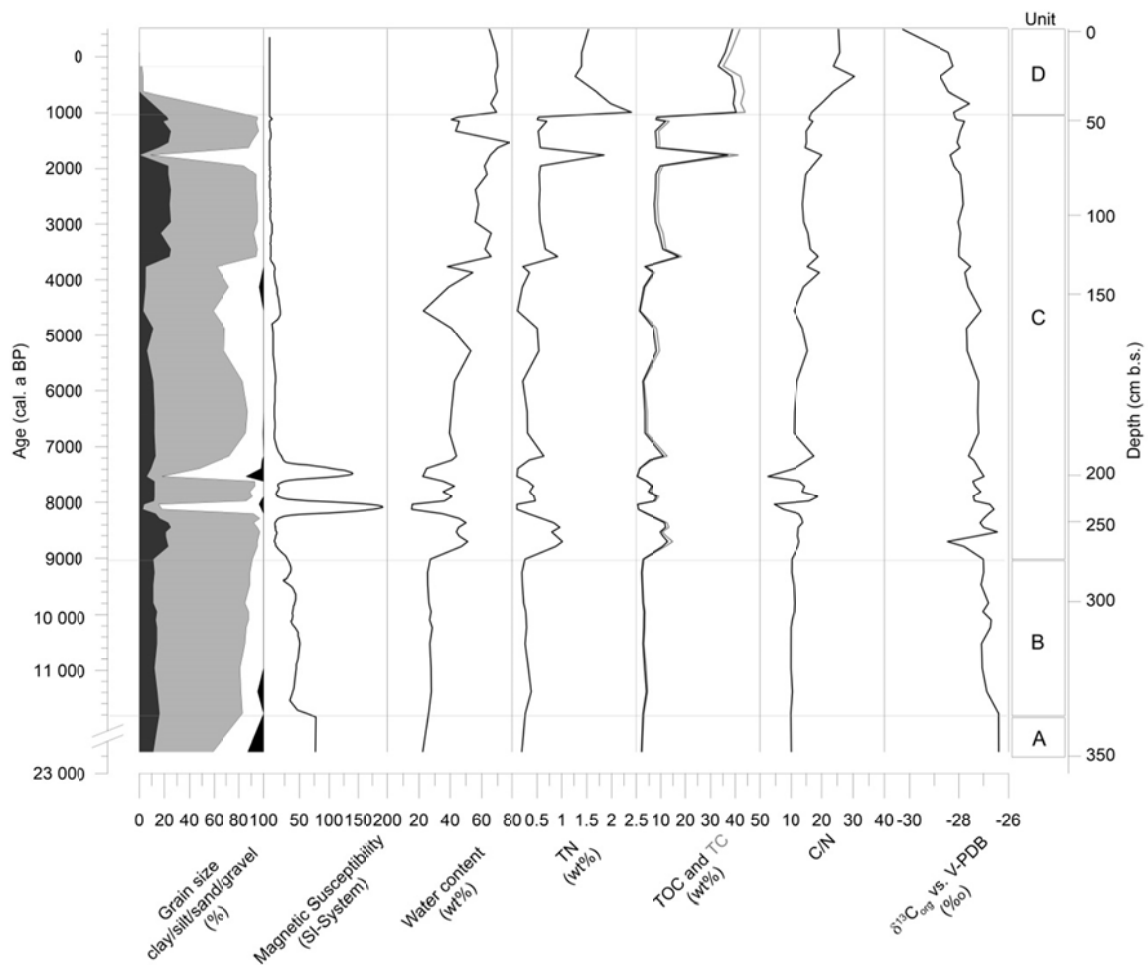 Unit
0
1000
2000
3000
4000
5000
6000
7000
8000
9000
10 000
11 000
23 000
Age (cal. a BP)
D
C
B
A
0
50
100
150
200
250
300
350
Depth (cm b.s.)
0 20 40 60 80 100 50 100 150 200 20 40 60 80 0.5 1 1.5 2 2.5 10 20 30 40 50 10 20 30 40 -30 -28 -26
Grain size
clay/silt/sand/gravel
(%)
Magnetic Susceptibility
(SI-System)
Water content
(wt%)
TN
(wt%)
TOC and TC
(wt%)
C/N
δ13Corg vs. V-PDB
(‰)